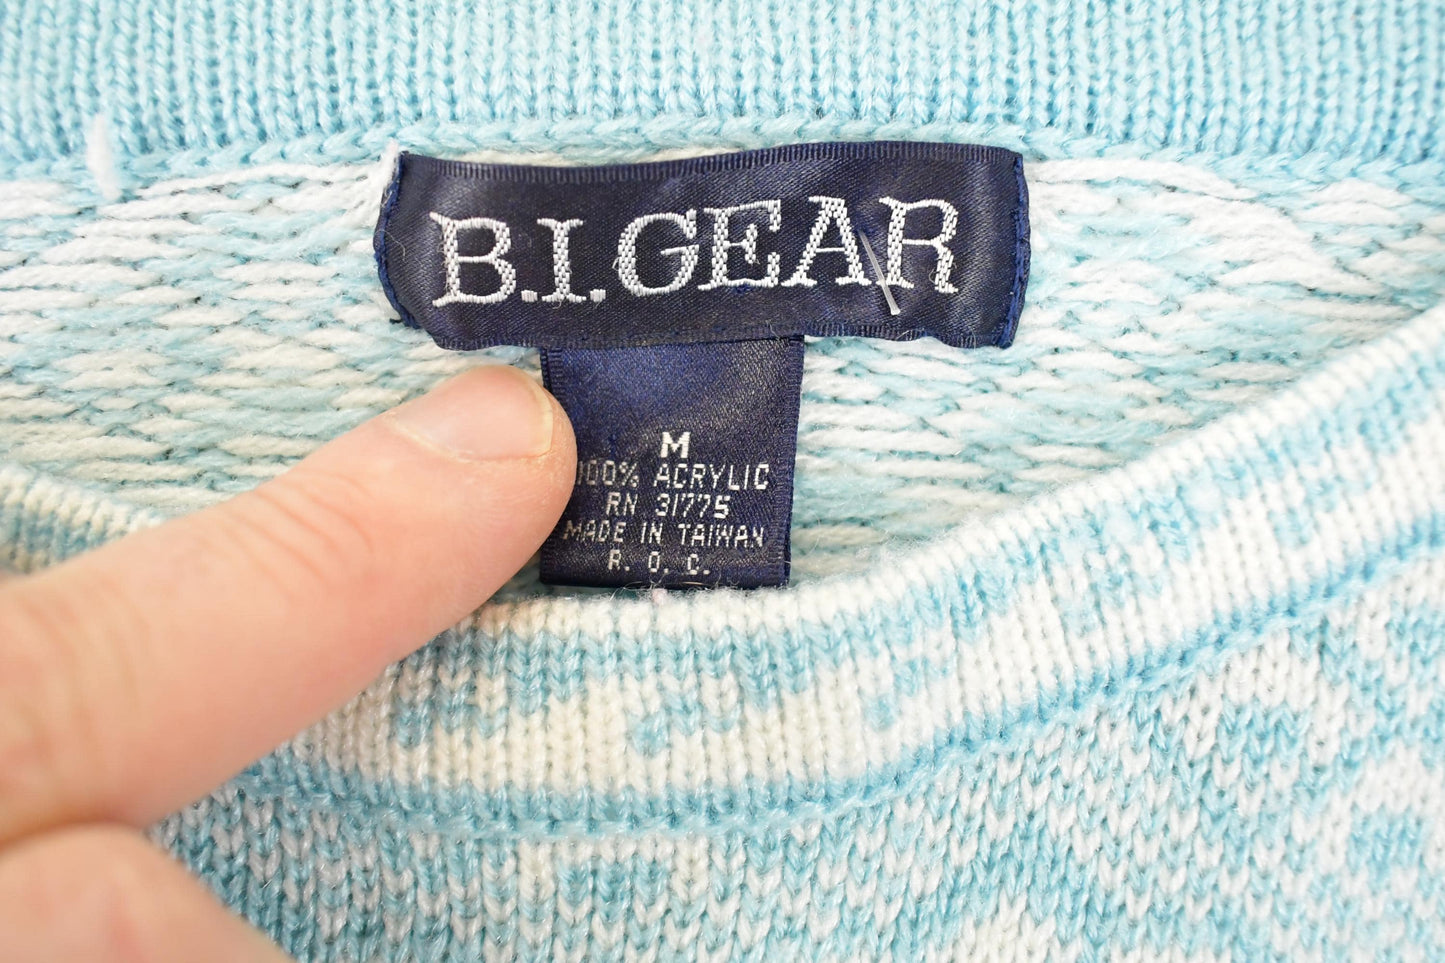 B.I.GEAR
M
100% ACRYLIC
RN 31775
MADE IN TAIWAN
R. O. C.